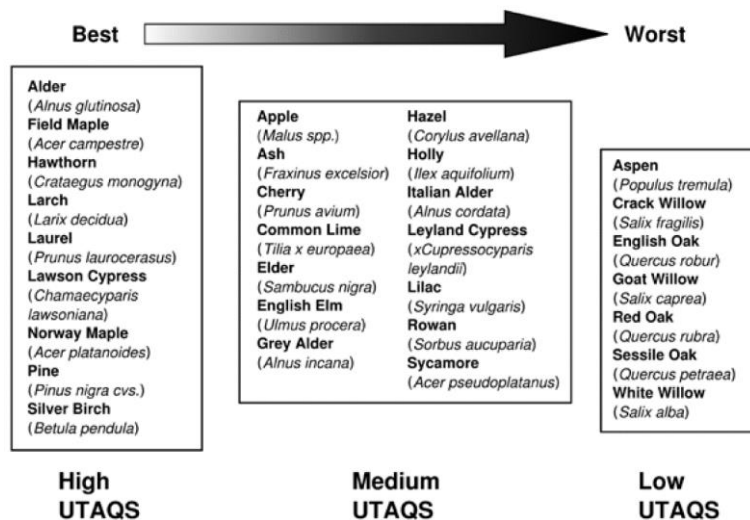 Best
Worst
Alder
(Alnus glutinosa)
Field Maple
(Acer campestre)
Hawthorn
(Crataegus monogyna)
Larch
(Larix decidua)
Laurel
(Prunus laurocerasus)
Lawson Cypress
(Chamaecyparis
lawsoniana)
Norway Maple
(Acer platanoides)
Pine
(Pinus nigra cvs.)
Silver Birch
(Betula pendula)
Apple
(Malus spp.)
Ash
(Fraxinus excelsior)
Cherry
(Prunus avium)
Common Lime
(Tilia x europaea)
Elder
(Sambucus nigra)
English Elm
(Ulmus procera)
Grey Alder
(Alnus incana)
Hazel
(Corylus avellana)
Holly
(Ilex aquifolium)
Italian Alder
(Alnus cordata)
Leyland Cypress
(xCupressocyparis
leylandii)
Lilac
(Syringa vulgaris)
Rowan
(Sorbus aucuparia)
Sycamore
(Acer pseudoplatanus)
Aspen
(Populus tremula)
Crack Willow
(Salix fragilis)
English Oak
(Quercus robur)
Goat Willow
(Salix caprea)
Red Oak
(Quercus rubra)
Sessile Oak
(Quercus petraea)
White Willow
(Salix alba)
High
UTAQS
Medium
UTAQS
Low
UTAQS